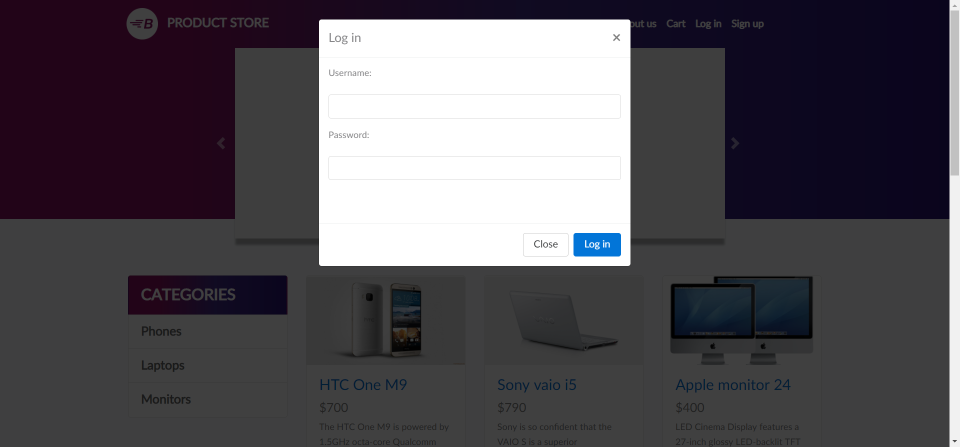 B PRODUCT STORE
out us Cart Log in Sign up
Log in ×
Username:
Password:
Close Log in
CATEGORIES
Phones
Laptops
Monitors
HTC One M9
$700
The HTC One M9 is powered by
1.5GHz octa-core Qualcomm
Sony vaio i5
$790
Sony is so confident that the
VAIO S is a superior
Apple monitor 24
$400
LED Cinema Display features a
27-inch glossy LED-backlit TFT